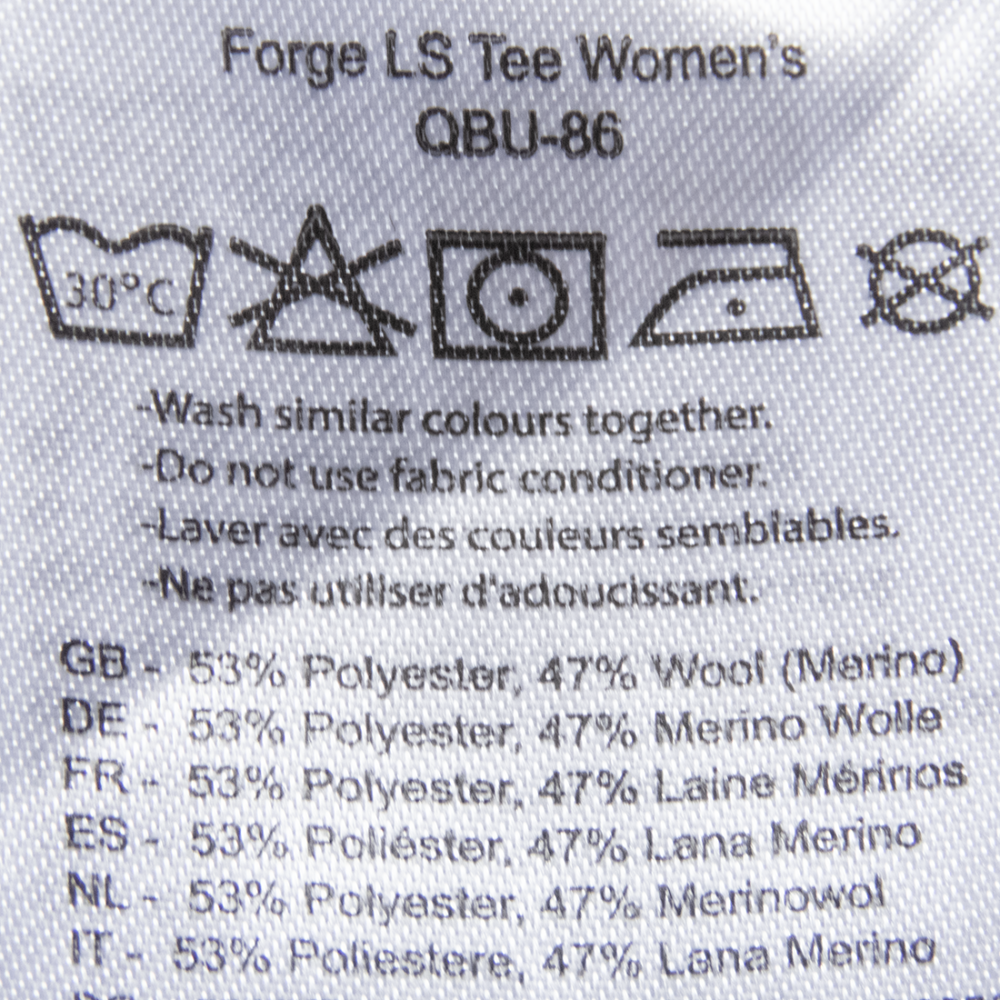 Forge LS Tee Women's
QBU-86
30°C
-Wash similar colours together.
-Do not use fabric conditioner.
-Laver avec des couleurs semblables.
-Ne pas utiliser d'adoucissant.
GB - 53% Polyester, 47% Wool (Merino)
DE - 53% Polyester, 47% Merino Wolle
FR - 53% Polyester, 47% Laine Mérinos
ES - 53% Poliéster, 47% Lana Merino
NL - 53% Polyester, 47% Merinowol
IT - 53% Poliestere, 47% Lana Merino